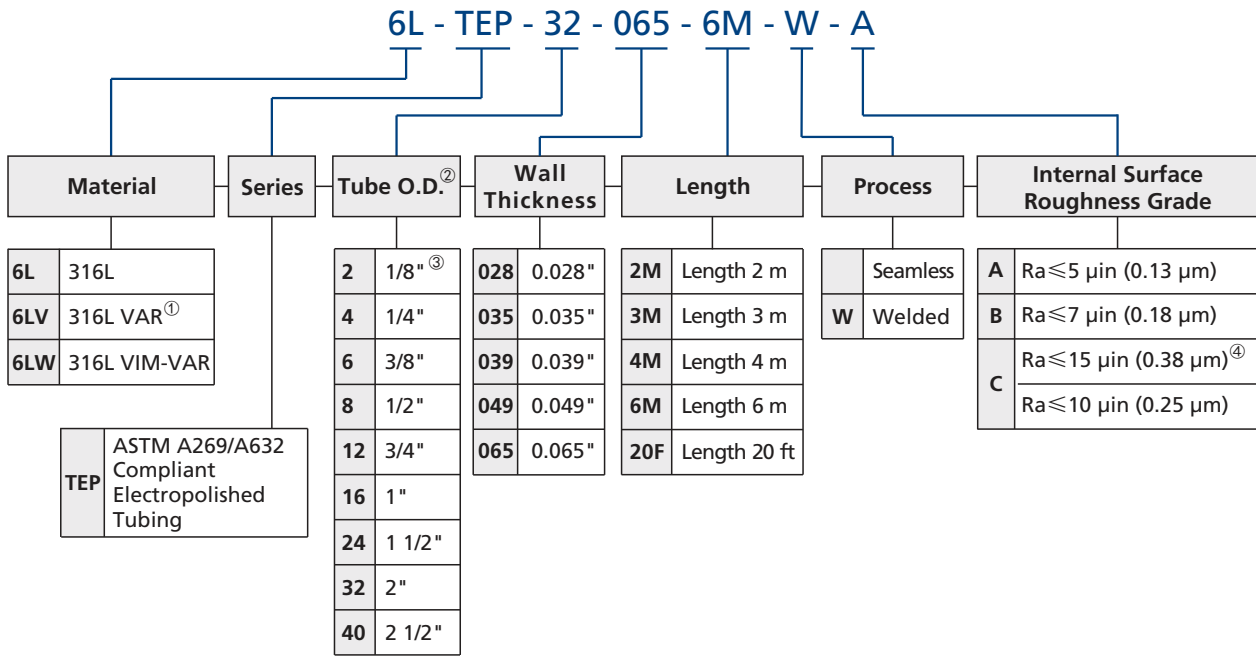 6L - TEP - 32 - 065 - 6M - W - A
Material
Series
Tube O.D.②
Wall
Thickness
Length
Process
Internal Surface
Roughness Grade
6L 316L
6LV 316L VAR①
6LW 316L VIM-VAR
TEP
ASTM A269/A632
Compliant
Electropolished
Tubing
2 1/8" ③
4 1/4"
6 3/8"
8 1/2"
12 3/4"
16 1"
24 1 1/2"
32 2"
40 2 1/2"
028 0.028"
035 0.035"
039 0.039"
049 0.049"
065 0.065"
2M Length 2 m
3M Length 3 m
4M Length 4 m
6M Length 6 m
20F Length 20 ft
Seamless
W Welded
A Ra≤5 µin (0.13 µm)
B Ra≤7 µin (0.18 µm)
C
Ra≤15 µin (0.38 µm)④
Ra≤10 µin (0.25 µm)